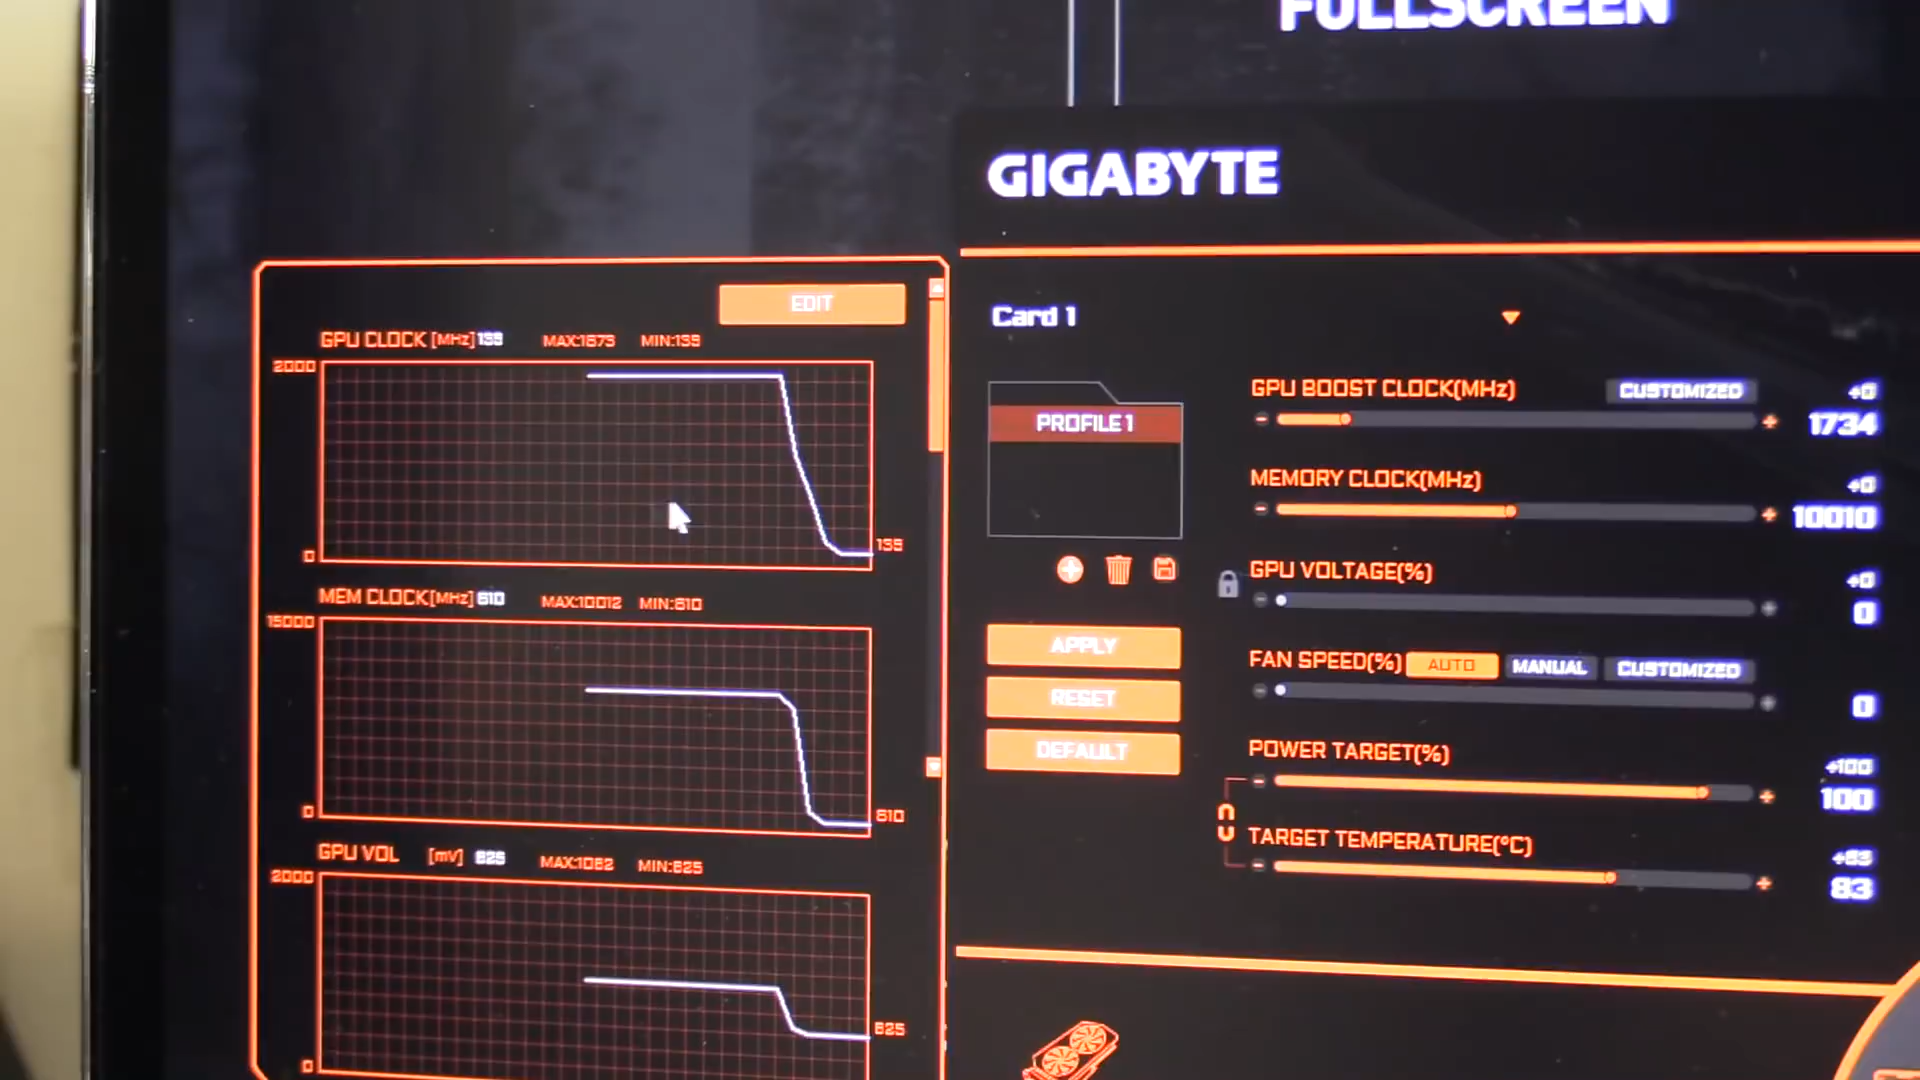 FULLSCREEN
GIGABYTE
EDIT
GPU CLOCK [MHz] 135 MAX:1873 MIN:135
2000
135
0
MEM CLOCK[MHz] 810 MAX:10012 MIN:810
15000
810
0
GPU VOL [mV] 825 MAX:1082 MIN:825
2000
825
0
Card 1
PROFILE 1
APPLY
RESET
DEFAULT
GPU BOOST CLOCK(MHz) CUSTOMIZED +0
1734
MEMORY CLOCK(MHz) +0
10010
GPU VOLTAGE(%) +0
0
FAN SPEED(%) AUTO MANUAL CUSTOMIZED
0
POWER TARGET(%) +100
100
TARGET TEMPERATURE(°C) +83
83